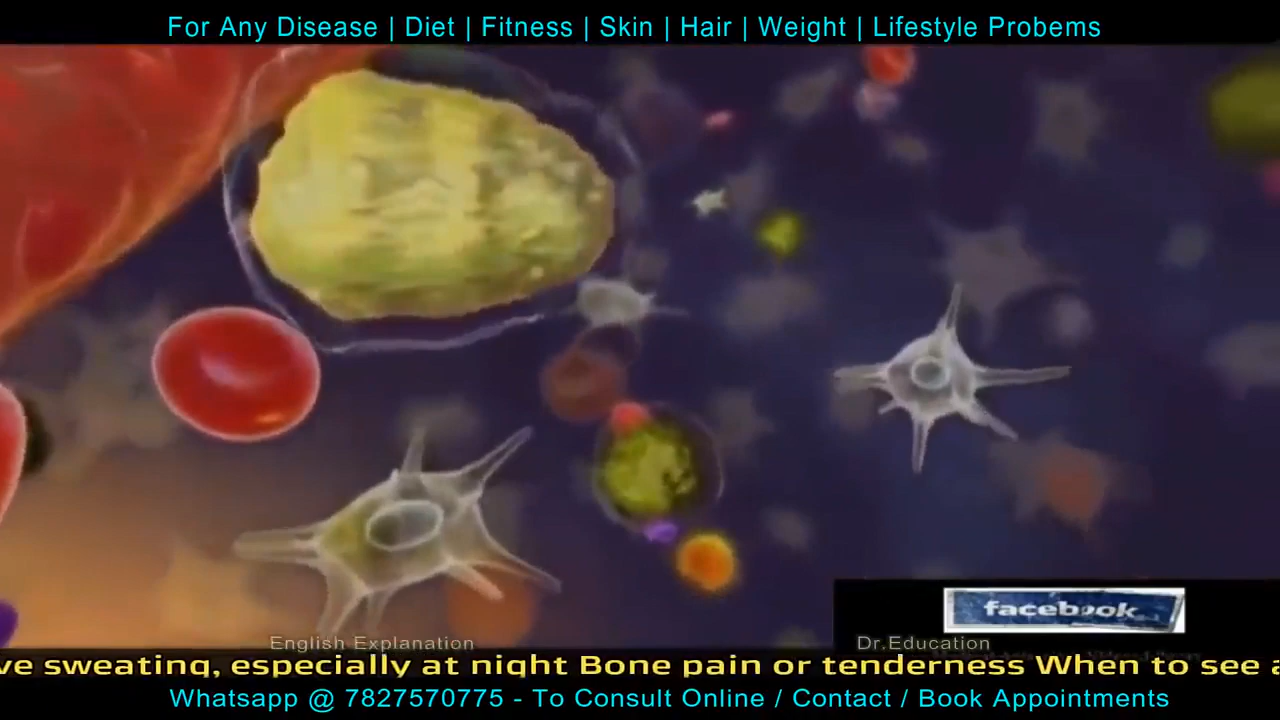 For Any Disease | Diet | Fitness | Skin | Hair | Weight | Lifestyle Probems
facebook
English Explanation
Dr.Education
ve sweating, especially at night Bone pain or tenderness When to see a
Whatsapp @ 7827570775 - To Consult Online / Contact / Book Appointments